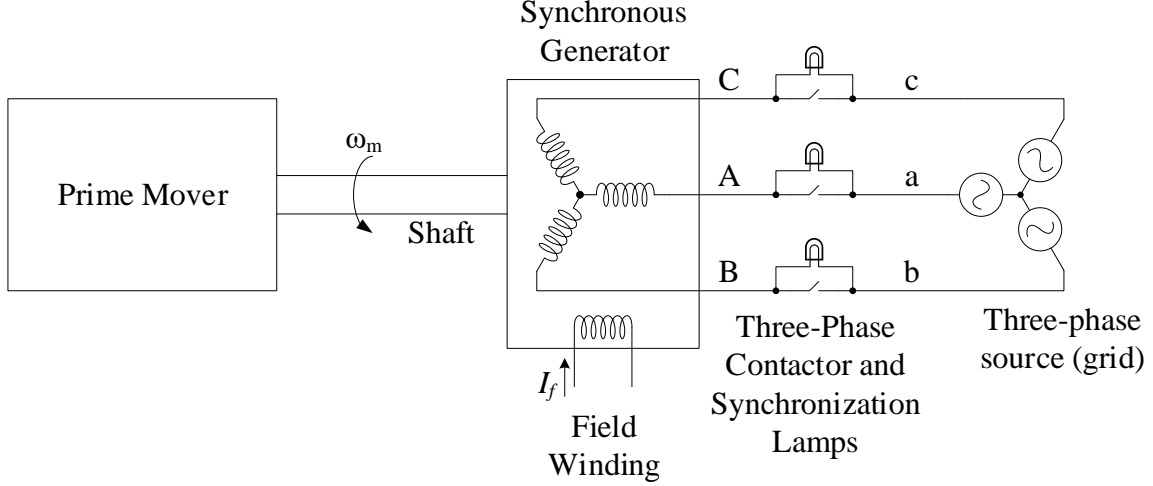 Synchronous
Generator
C
c
ωm
Prime Mover
A
a
Shaft
B
b
Three-Phase
Contactor and
Synchronization
Lamps
Three-phase
source (grid)
If
Field
Winding